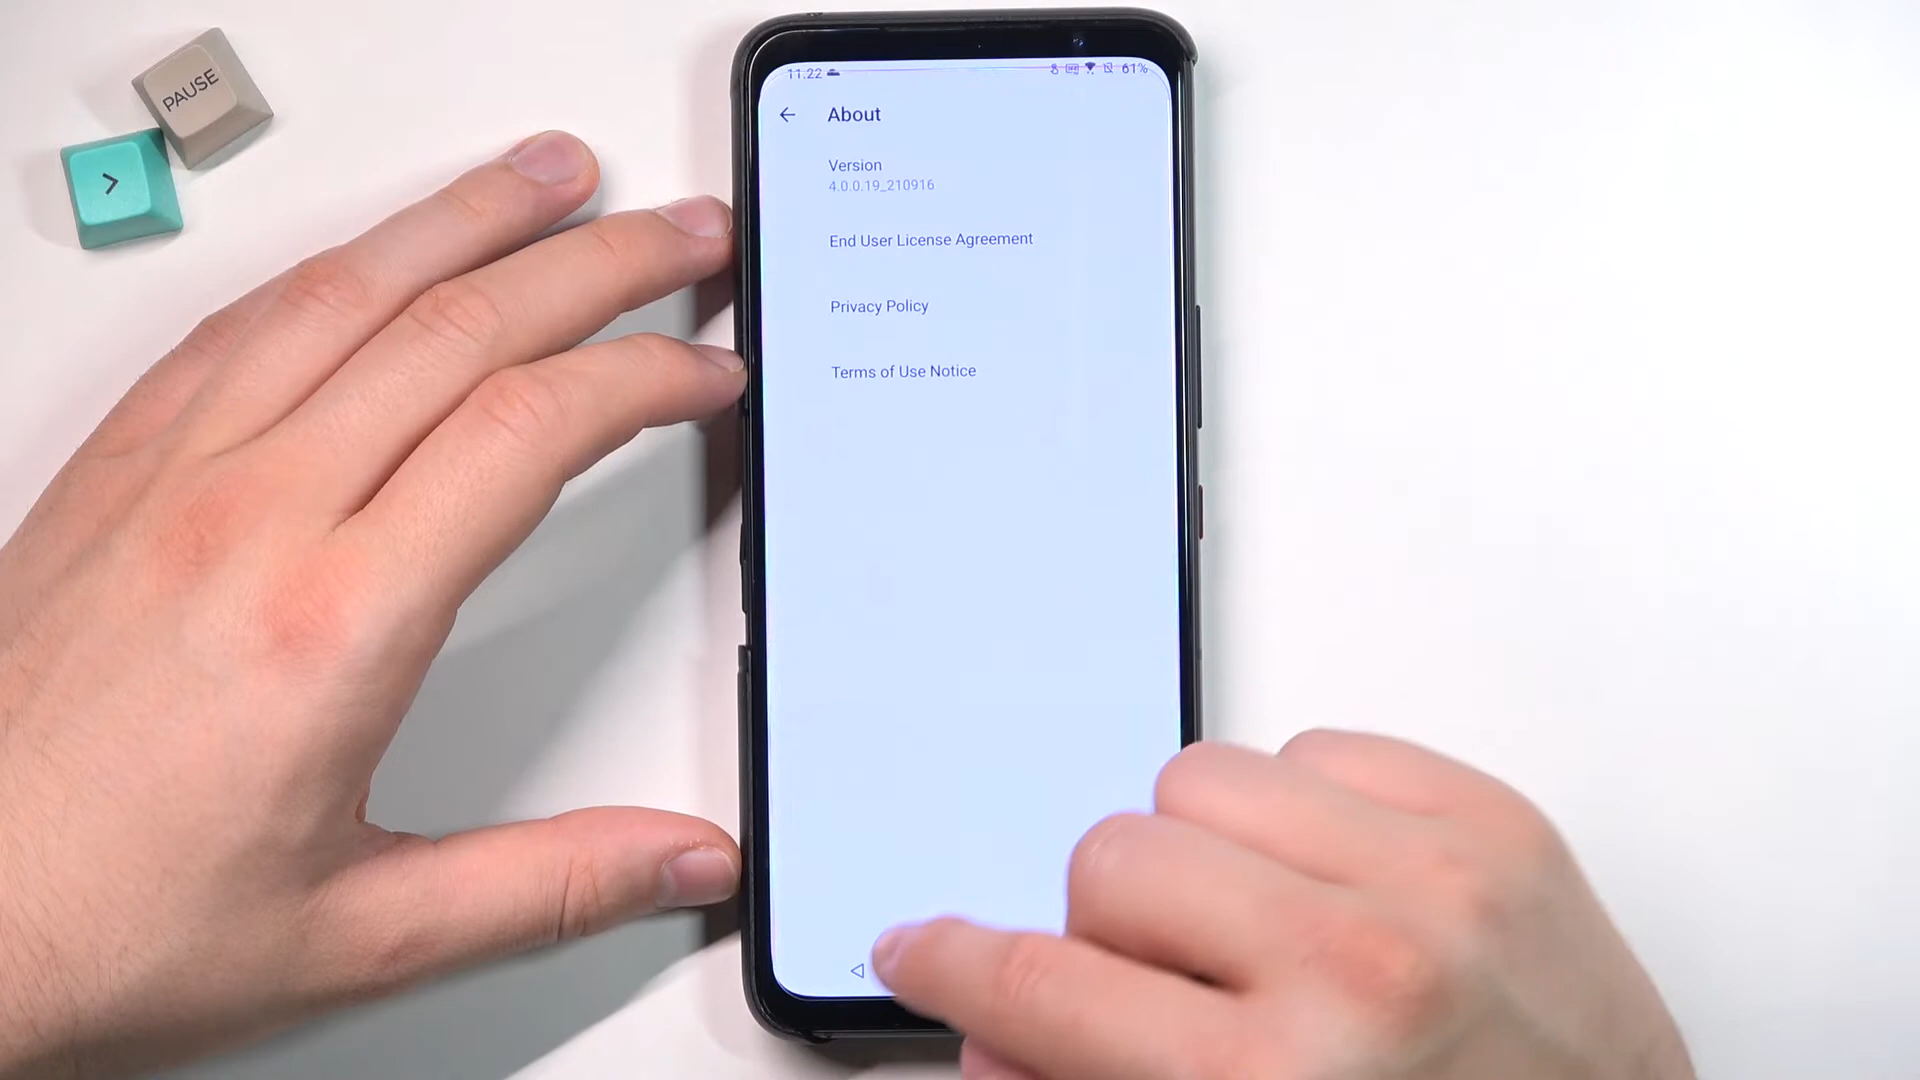 PAUSE
>
11.22
61%
About
Version
4.0.0.19_210916
End User License Agreement
Privacy Policy
Terms of Use Notice